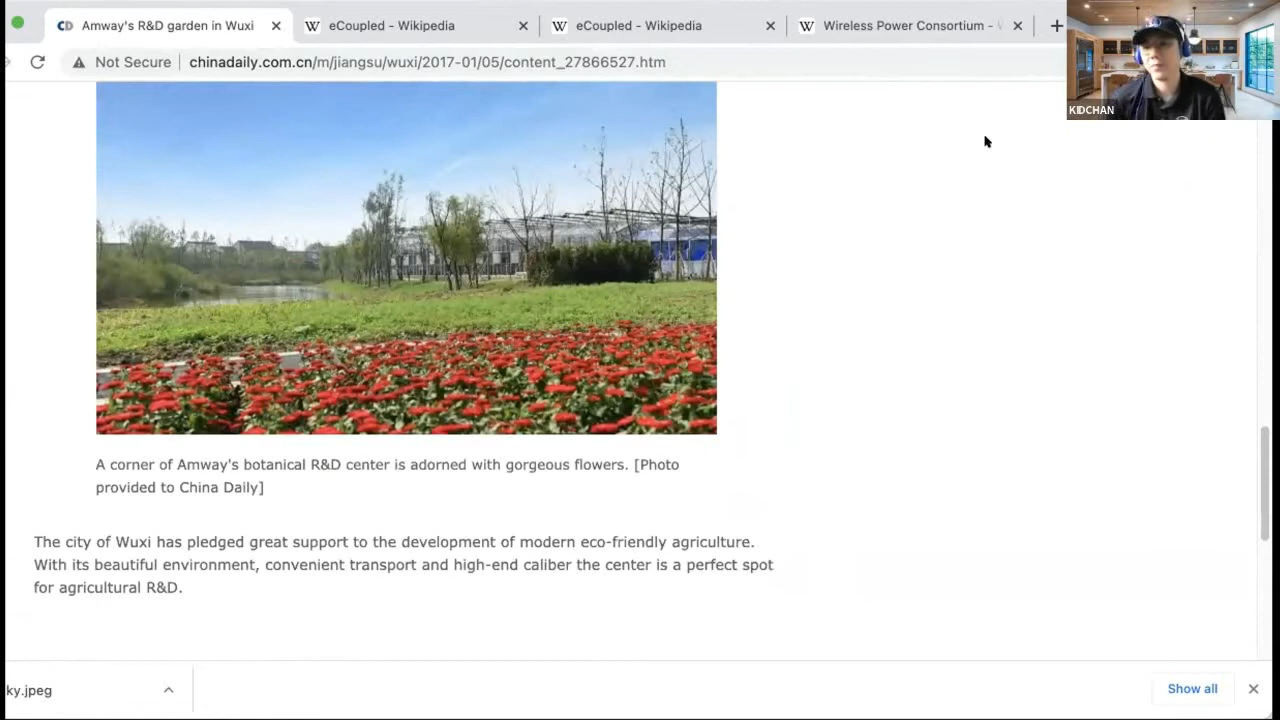 Amway's R&D garden in Wuxi
eCoupled - Wikipedia
eCoupled - Wikipedia
Wireless Power Consortium -
Not Secure
chinadaily.com.cn/m/jiangsu/wuxi/2017-01/05/content_27866527.htm
KIDCHAN
A corner of Amway's botanical R&D center is adorned with gorgeous flowers. [Photo
provided to China Daily]
The city of Wuxi has pledged great support to the development of modern eco-friendly agriculture.
With its beautiful environment, convenient transport and high-end caliber the center is a perfect spot
for agricultural R&D.
ky.jpeg
Show all